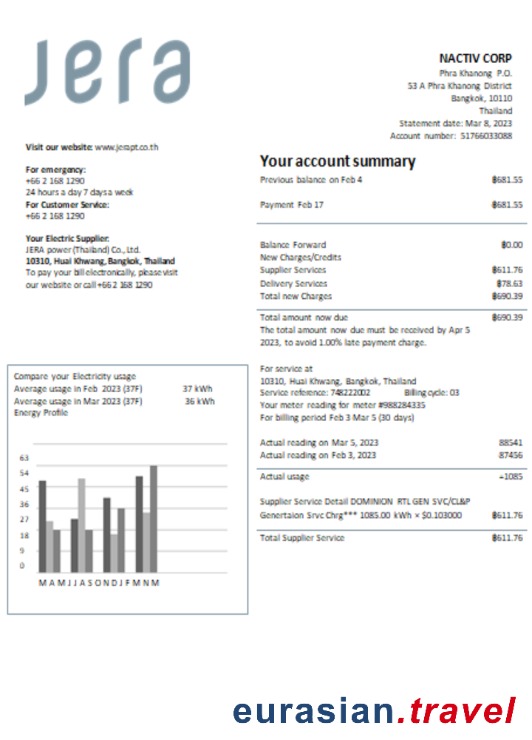 jera
NACTIV CORP
Phra Khanong P.O.
53 A Phra Khanong District
Bangkok, 10110
Thailand
Statement date: Mar 8, 2023
Account number: 51766033088
Visit our website: www.jerapt.co.th
For emergency:
+66 2 168 1290
24 hours a day 7 days a week
For Customer Service:
+66 2 168 1290
Your Electric Supplier:
JERA power (Thailand) Co., Ltd.
10310, Huai Khwang, Bangkok, Thailand
To pay your bill electronically, please visit
our website or call +66 2 168 1290
Your account summary
Previous balance on Feb 4 ฿681.55
Payment Feb 17 ฿681.55
Balance Forward ฿0.00
New Charges/Credits
Supplier Services ฿611.76
Delivery Services ฿78.63
Total new Charges ฿690.39
Total amount now due ฿690.39
The total amount now due must be received by Apr 5
2023, to avoid 1.00% late payment charge.
Compare your Electricity usage
Average usage in Feb 2023 (37F) 37 kWh
Average usage in Mar 2023 (37F) 36 kWh
Energy Profile
63
54
45
36
27
18
9
0
M A M J J A S O N D J F M N M
For service at
10310, Huai Khwang, Bangkok, Thailand
Service reference: 748222002 Billing cycle: 03
Your meter reading for meter #988284335
For billing period Feb 3 Mar 5 (30 days)
Actual reading on Mar 5, 2023 88541
Actual reading on Feb 3, 2023 87456
Actual usage =1085
Supplier Service Detail DOMINION RTL GEN SVC/CL&P
Genertaion Srvc Chrg*** 1085.00 kWh × $0.103000 ฿611.76
Total Supplier Service ฿611.76
eurasian.travel